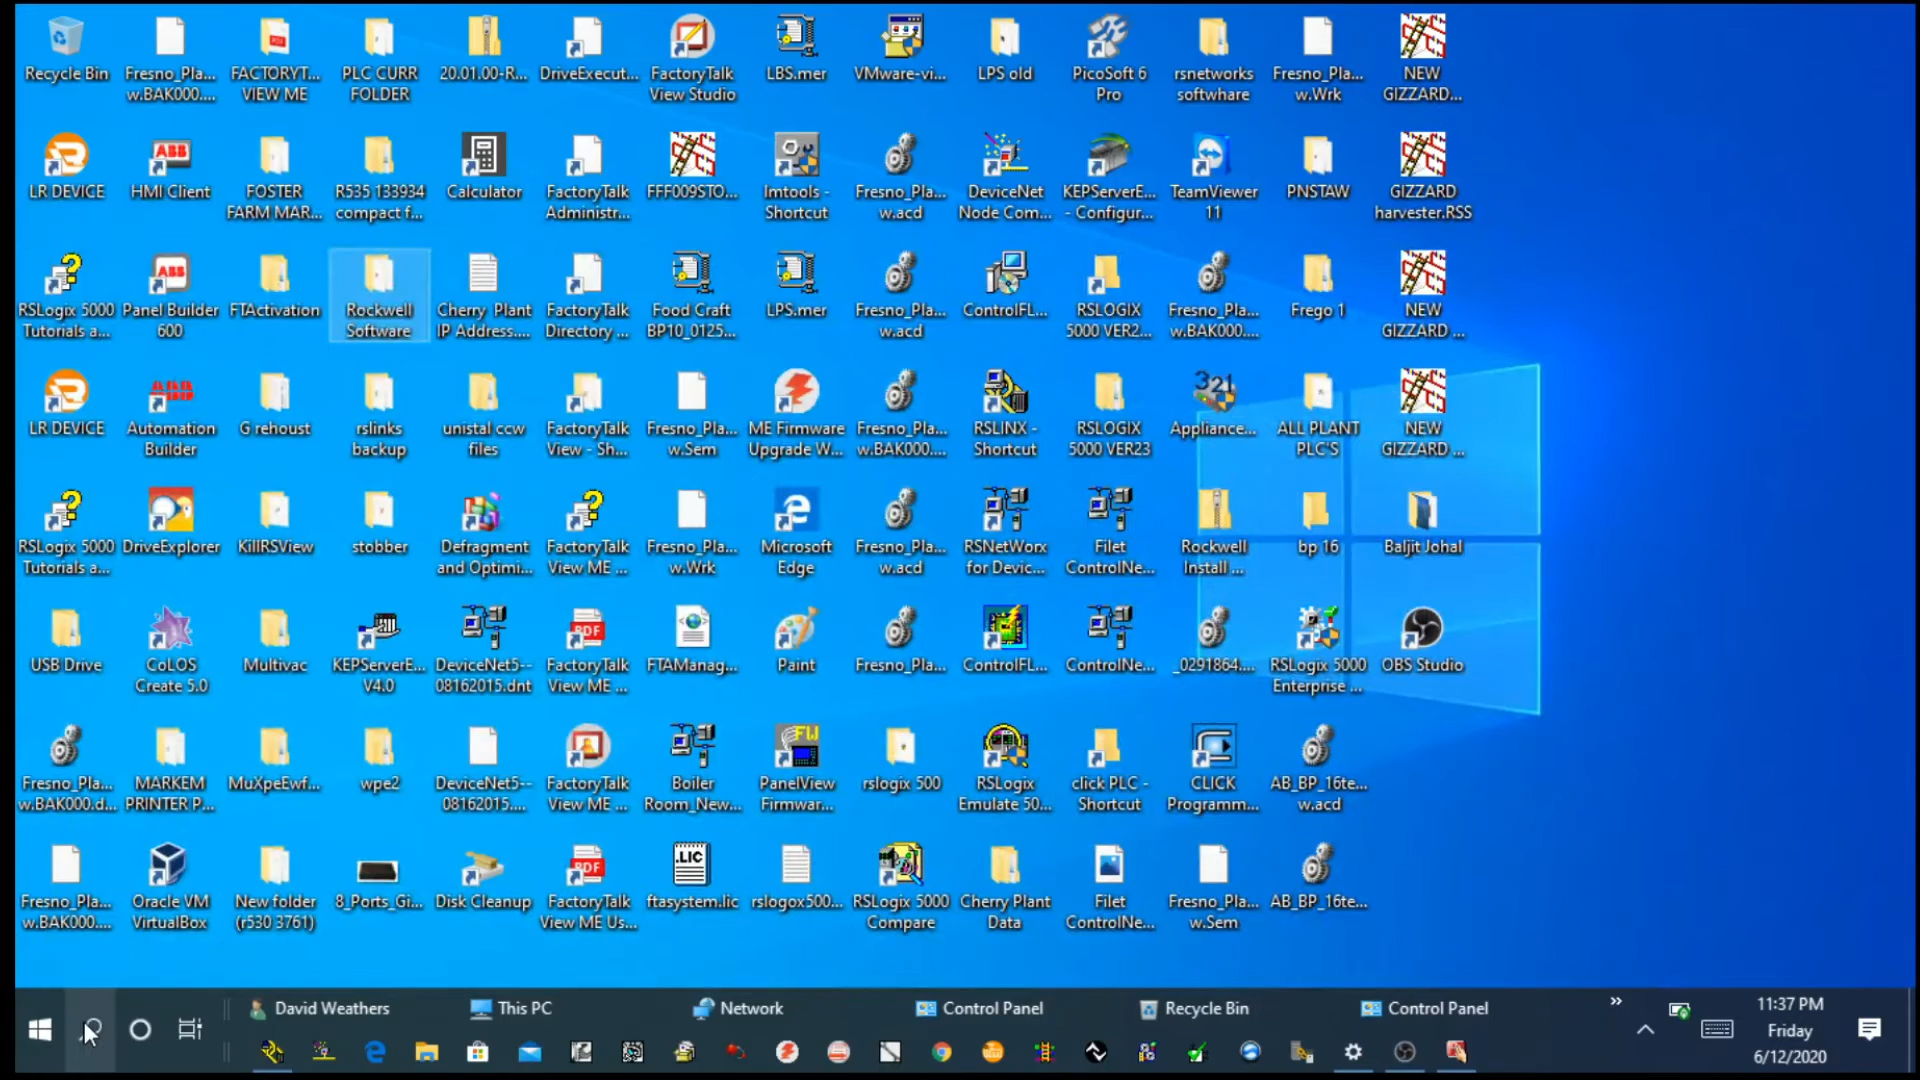 Recycle Bin
Fresno_Pla...
w.BAK000....
FACTORYT...
VIEW ME
PLC CURR
FOLDER
20.01.00-R...
DriveExecut...
FactoryTalk
View Studio
LBS.mer
VMware-vi...
LPS old
PicoSoft 6
Pro
rsnetworks
softwhare
Fresno_Pla...
w.Wrk
NEW
GIZZARD...
LR DEVICE
ABB
HMI Client
FOSTER
FARM MAR...
R535 133934
compact f...
Calculator
FactoryTalk
Administr...
FFF009STO...
lmtools -
Shortcut
Fresno_Pla...
w.acd
DeviceNet
Node Com...
KEPServerE...
- Configur...
TeamViewer
11
PNSTAW
GIZZARD
harvester.RSS
RSLogix 5000
Tutorials a...
ABB
Panel Builder
600
FTActivation
Rockwell
Software
Cherry Plant
IP Address....
FactoryTalk
Directory ...
Food Craft
BP10_0125...
LPS.mer
Fresno_Pla...
w.acd
ControlFL...
RSLOGIX
5000 VER2...
Fresno_Pla...
w.BAK000....
Frego 1
NEW
GIZZARD ...
LR DEVICE
ABB
Automation
Builder
G rehoust
rslinks
backup
unistal ccw
files
FactoryTalk
View - Sh...
Fresno_Pla...
w.Sem
ME Firmware
Upgrade W...
Fresno_Pla...
w.BAK000....
RSLINX -
Shortcut
RSLOGIX
5000 VER23
321
Appliance...
ALL PLANT
PLC'S
NEW
GIZZARD ...
RSLogix 5000
Tutorials a...
DriveExplorer
KillRSView
stobber
Defragment
and Optimi...
FactoryTalk
View ME ...
Fresno_Pla...
w.Wrk
Microsoft
Edge
Fresno_Pla...
w.acd
RSNetWorx
for Devic...
Filet
ControlNe...
Rockwell
Install ...
bp 16
Baljit Johal
USB Drive
CoLOS
Create 5.0
Multivac
KEPServerE...
V4.0
DeviceNet5--
08162015.dnt
PDF
FactoryTalk
View ME ...
FTAManag...
Paint
Fresno_Pla...
ControlFL...
ControlNe...
_0291864....
RSLogix 5000
Enterprise ...
OBS Studio
Fresno_Pla...
w.BAK000.d...
MARKEM
PRINTER P...
MuXpeEwf...
wpe2
DeviceNet5--
08162015....
FactoryTalk
View ME ...
Boiler
Room_New...
FW
PanelView
Firmwar...
rslogix 500
RSLogix
Emulate 50...
click PLC -
Shortcut
CLICK
Programm...
AB_BP_16te...
w.acd
Fresno_Pla...
w.BAK000....
Oracle VM
VirtualBox
New folder
(r530 3761)
8_Ports_Gi...
Disk Cleanup
PDF
FactoryTalk
View ME Us...
.LIC
ftasystem.lic
rslogox500...
RSLogix 5000
Compare
Cherry Plant
Data
Filet
ControlNe...
Fresno_Pla...
w.Sem
AB_BP_16te...
David Weathers
This PC
Network
Control Panel
Recycle Bin
Control Panel
11:37 PM
Friday
6/12/2020